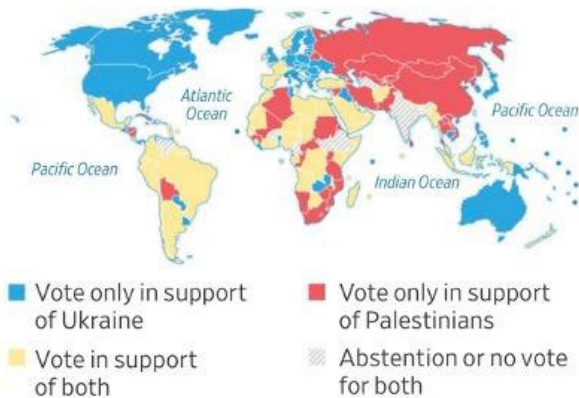 Atlantic
Ocean
Pacific Ocean
Pacific Ocean
Indian Ocean
Vote only in support
of Ukraine
Vote only in support
of Palestinians
Vote in support
of both
Abstention or no vote
for both